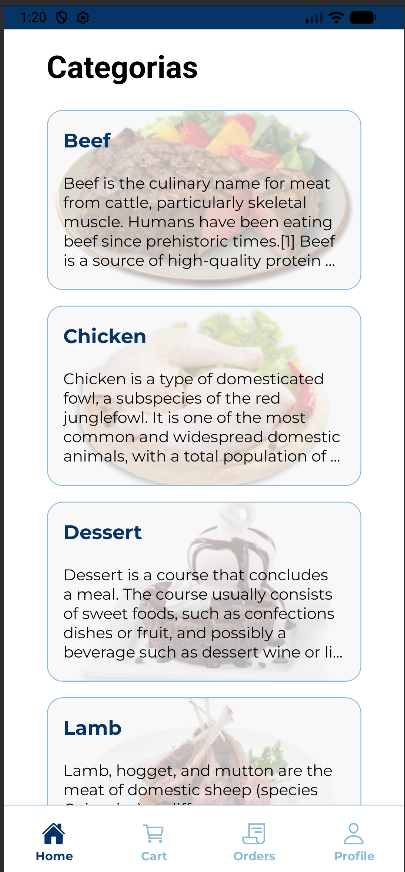 1:20
Categorias
Beef
Beef is the culinary name for meat
from cattle, particularly skeletal
muscle. Humans have been eating
beef since prehistoric times.[1] Beef
is a source of high-quality protein ...
Chicken
Chicken is a type of domesticated
fowl, a subspecies of the red
junglefowl. It is one of the most
common and widespread domestic
animals, with a total population of ...
Dessert
Dessert is a course that concludes
a meal. The course usually consists
of sweet foods, such as confections
dishes or fruit, and possibly a
beverage such as dessert wine or li...
Lamb
Lamb, hogget, and mutton are the
meat of domestic sheep (species
Home
Cart
Orders
Profile